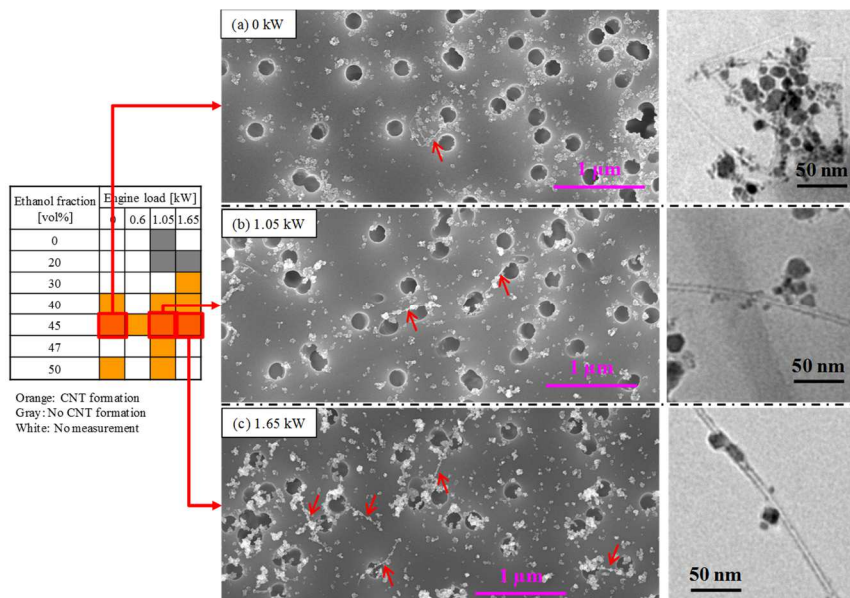 (a) 0 kW
1 μm
50 nm
Ethanol fraction [vol%]
Engine load [kW]
0 0.6 1.05 1.65
0
20
30
40
45
47
50
Orange: CNT formation
Gray: No CNT formation
White: No measurement
(b) 1.05 kW
1 μm
50 nm
(c) 1.65 kW
1 μm
50 nm